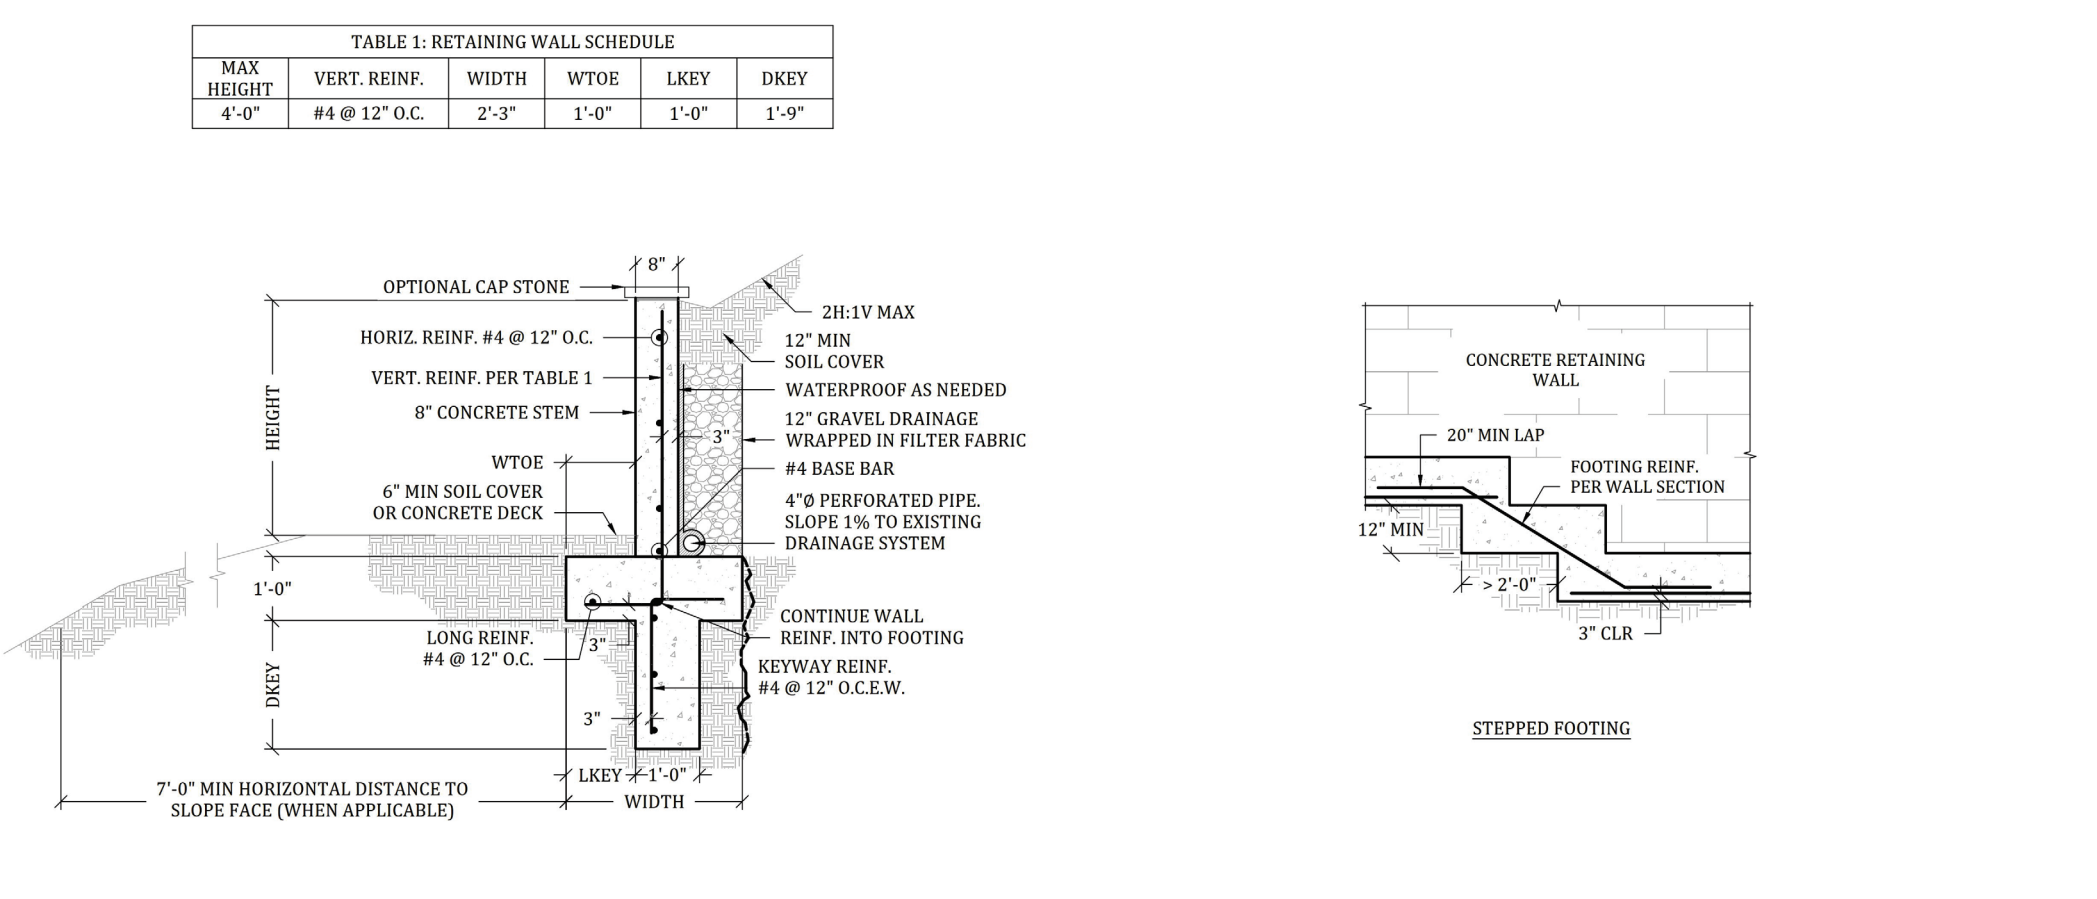 TABLE 1: RETAINING WALL SCHEDULE
MAX HEIGHT VERT. REINF. WIDTH WTOE LKEY DKEY
4'-0" #4 @ 12" O.C. 2'-3" 1'-0" 1'-0" 1'-9"
8"
OPTIONAL CAP STONE
2H:1V MAX
HORIZ. REINF. #4 @ 12" O.C.
12" MIN
SOIL COVER
VERT. REINF. PER TABLE 1
WATERPROOF AS NEEDED
8" CONCRETE STEM
12" GRAVEL DRAINAGE
WRAPPED IN FILTER FABRIC
HEIGHT
3"
WTOE
#4 BASE BAR
6" MIN SOIL COVER
OR CONCRETE DECK
4"Ø PERFORATED PIPE.
SLOPE 1% TO EXISTING
DRAINAGE SYSTEM
1'-0"
CONTINUE WALL
REINF. INTO FOOTING
LONG REINF.
#4 @ 12" O.C.
3"
KEYWAY REINF.
#4 @ 12" O.C.E.W.
DKEY
3"
LKEY
1'-0"
7'-0" MIN HORIZONTAL DISTANCE TO
SLOPE FACE (WHEN APPLICABLE)
WIDTH
CONCRETE RETAINING
WALL
20" MIN LAP
FOOTING REINF.
PER WALL SECTION
12" MIN
> 2'-0"
3" CLR
STEPPED FOOTING